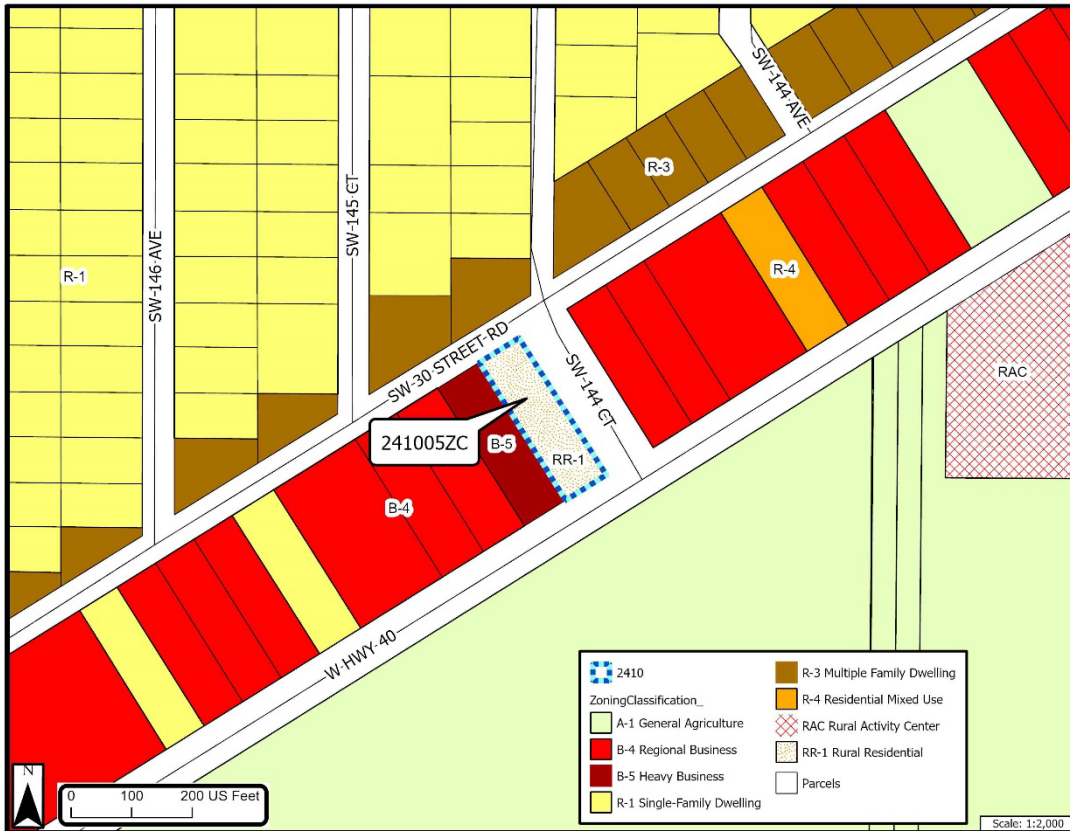 SW-144-AVE
R-3
R-1
SW-146-AVE
SW-145-CT
R-4
SW-30-STREET-RD
SW-144-CT
RAC
241005ZC
B-5
RR-1
B-4
W-HWY-40
2410
ZoningClassification_
A-1 General Agriculture
B-4 Regional Business
B-5 Heavy Business
R-1 Single-Family Dwelling
R-3 Multiple Family Dwelling
R-4 Residential Mixed Use
RAC Rural Activity Center
RR-1 Rural Residential
Parcels
N
0 100 200 US Feet
Scale: 1:2,000